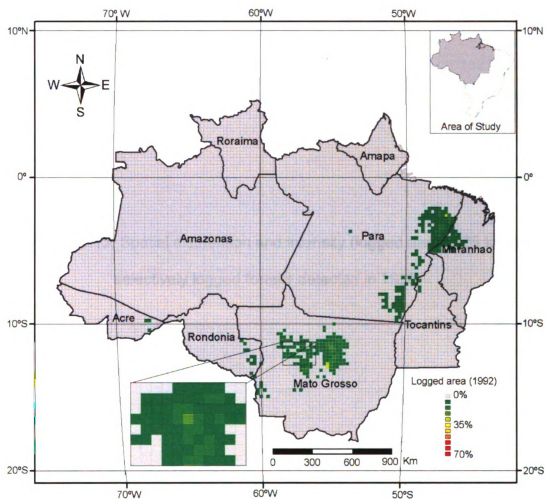 70°W 60°W 50°W
10°N 10°N
N
W E
S
Area of Study
Roraima
Amapa
0° 0°
Amazonas
Para
Maranhao
Acre
10°S 10°S
Rondonia
Tocantins
Mato Grosso
Logged area (1992)
0%
35%
70%
0 300 600 900 Km
20°S 20°S
70°W 60°W 50°W